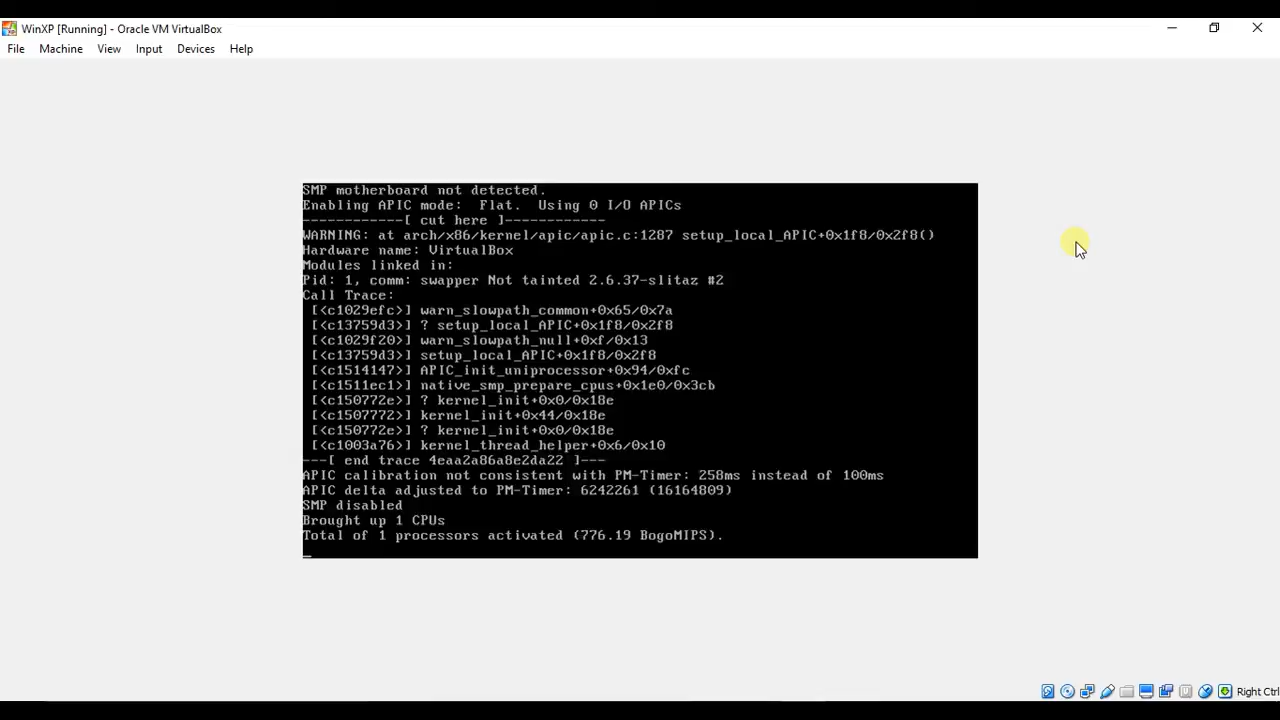 WinXP [Running] - Oracle VM VirtualBox
File Machine View Input Devices Help
SMP motherboard not detected.
Enabling APIC mode:  Flat.  Using 0 I/O APICs
------------[ cut here ]------------
WARNING: at arch/x86/kernel/apic/apic.c:1287 setup_local_APIC+0x1f8/0x2f8()
Hardware name: VirtualBox
Modules linked in:
Pid: 1, comm: swapper Not tainted 2.6.37-slitaz #2
Call Trace:
 [<c1029efc>] warn_slowpath_common+0x65/0x7a
 [<c13759d3>] ? setup_local_APIC+0x1f8/0x2f8
 [<c1029f20>] warn_slowpath_null+0xf/0x13
 [<c13759d3>] setup_local_APIC+0x1f8/0x2f8
 [<c1514147>] APIC_init_uniprocessor+0x94/0xfc
 [<c1511ec1>] native_smp_prepare_cpus+0x1e0/0x3cb
 [<c150772e>] ? kernel_init+0x0/0x18e
 [<c1507772>] kernel_init+0x44/0x18e
 [<c150772e>] ? kernel_init+0x0/0x18e
 [<c1003a76>] kernel_thread_helper+0x6/0x10
---[ end trace 4eaa2a86a8e2da22 ]---
APIC calibration not consistent with PM-Timer: 258ms instead of 100ms
APIC delta adjusted to PM-Timer: 6242261 (16164809)
SMP disabled
Brought up 1 CPUs
Total of 1 processors activated (776.19 BogoMIPS).
_
Right Ctrl